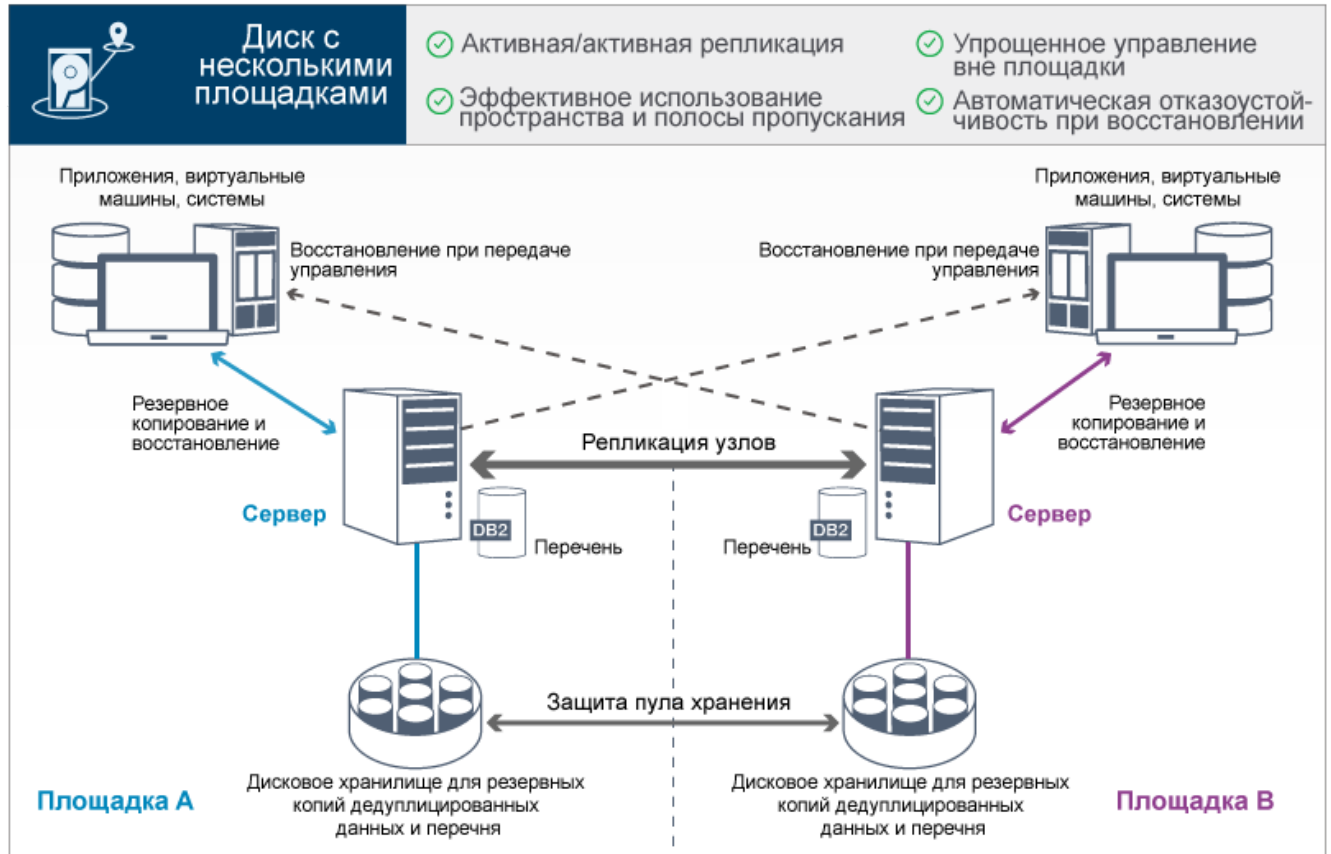 Диск с
несколькими
площадками
Активная/активная репликация
Эффективное использование
пространства и полосы пропускания
Упрощенное управление
вне площадки
Автоматическая отказоустой-
чивость при восстановлении
Приложения, виртуальные
машины, системы
Восстановление при передаче
управления
Резервное
копирование и
восстановление
Сервер
DB2
Перечень
Репликация узлов
Приложения, виртуальные
машины, системы
Восстановление при передаче
управления
Резервное
копирование и
восстановление
Сервер
DB2
Перечень
Защита пула хранения
Дисковое хранилище для резервных
копий дедуплицированных
данных и перечня
Площадка A
Дисковое хранилище для резервных
копий дедуплицированных
данных и перечня
Площадка B